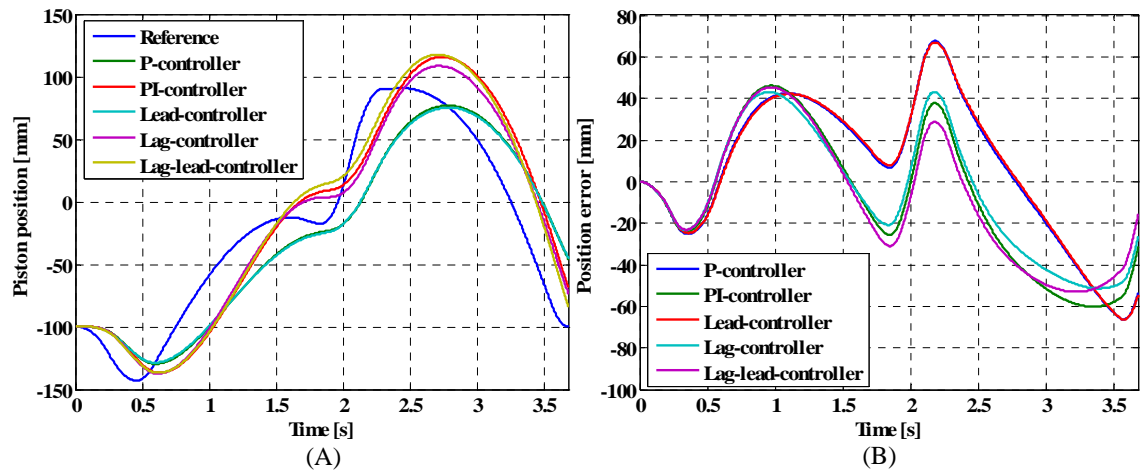 Piston position [mm]
150
100
50
0
-50
-100
-150
Reference
P-controller
PI-controller
Lead-controller
Lag-controller
Lag-lead-controller
0 0.5 1 1.5 2 2.5 3 3.5
Time [s]
(A)
Position error [mm]
80
60
40
20
0
-20
-40
-60
-80
-100
P-controller
PI-controller
Lead-controller
Lag-controller
Lag-lead-controller
0 0.5 1 1.5 2 2.5 3 3.5
Time [s]
(B)